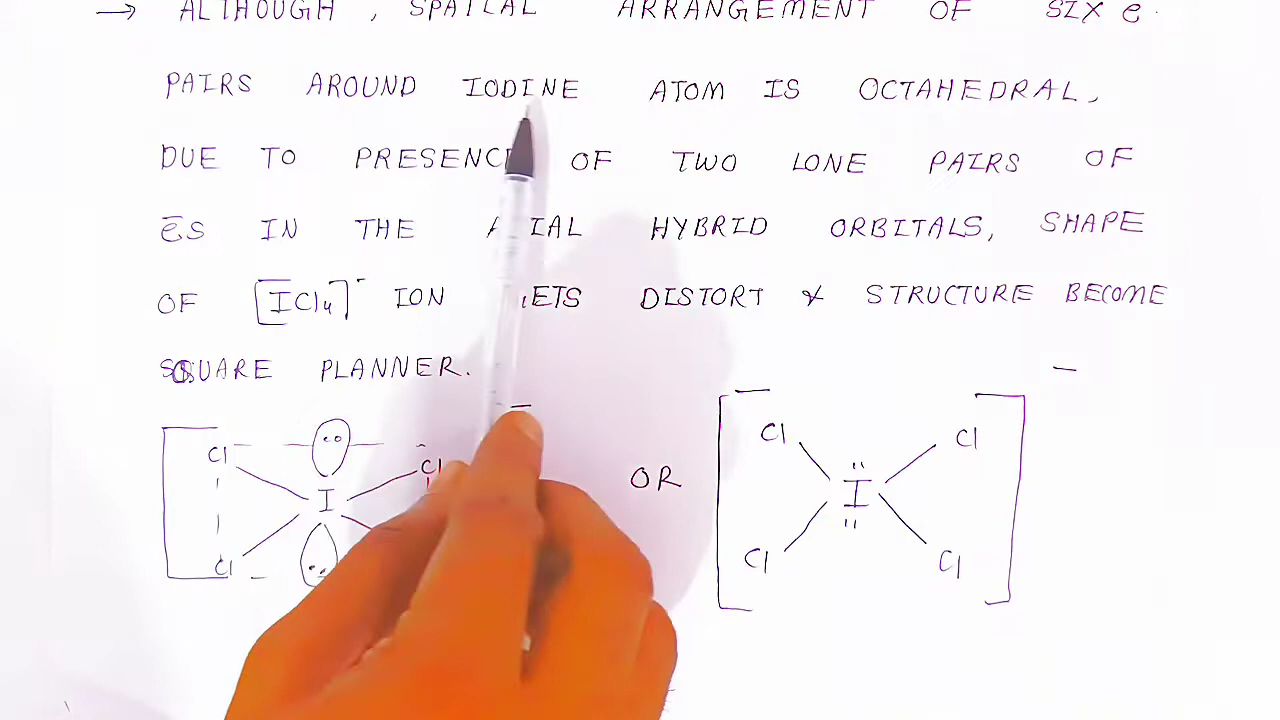 → ALTHOUGH, SPATIAL ARRANGEMENT OF SIX e
PAIRS AROUND IODINE ATOM IS OCTAHEDRAL,
DUE TO PRESENC OF TWO LONE PAIRS OF
ēS IN THE IAL HYBRID ORBITALS, SHAPE
OF [ICl4]⁻ ION ETS DISTORT & STRUCTURE BECOME
SQUARE PLANNER.
Cl Cl
I
Cl
OR
Cl Cl
I
Cl Cl